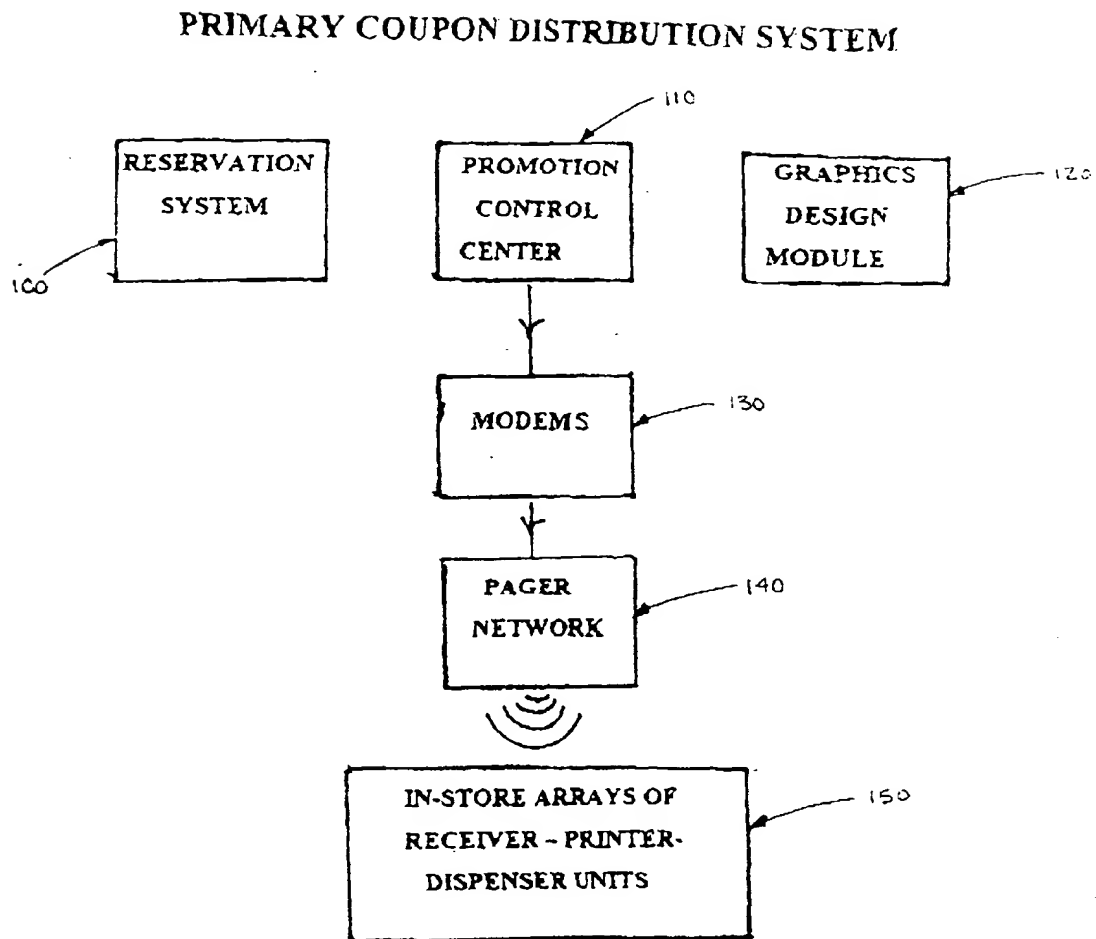 PRIMARY COUPON DISTRIBUTION SYSTEM
110
RESERVATION
SYSTEM
100
PROMOTION
CONTROL
CENTER
GRAPHICS
DESIGN
MODULE
120
MODEMS
130
PAGER
NETWORK
140
IN-STORE ARRAYS OF
RECEIVER - PRINTER-
DISPENSER UNITS
150